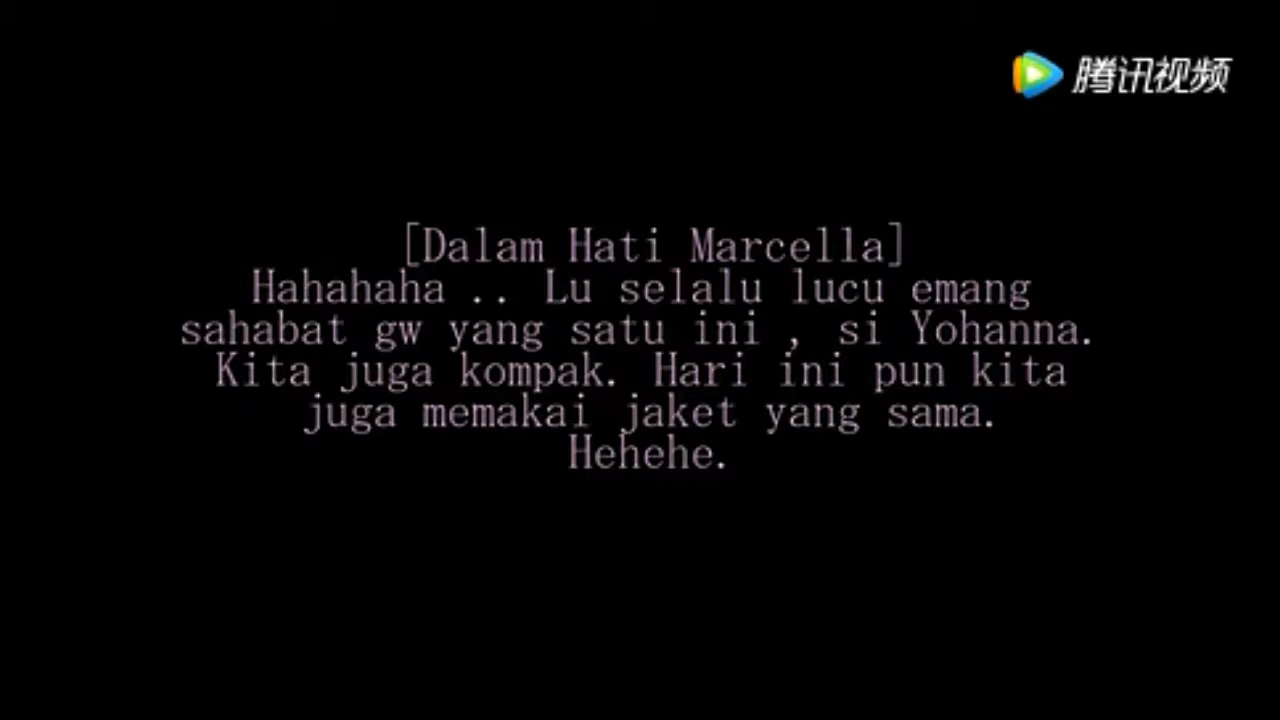 腾讯视频
[Dalam Hati Marcella]
Hahahaha .. Lu selalu lucu emang
sahabat gw yang satu ini , si Yohanna.
Kita juga kompak. Hari ini pun kita
juga memakai jaket yang sama.
Hehehe.